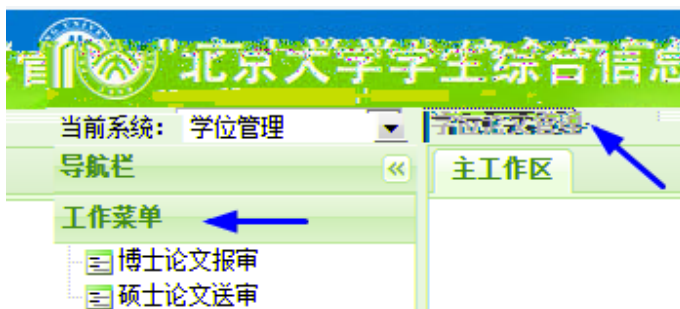 北京大学学生综合信息
当前系统： 学位管理
导航栏
主工作区
工作菜单
博士论文报审
硕士论文送审